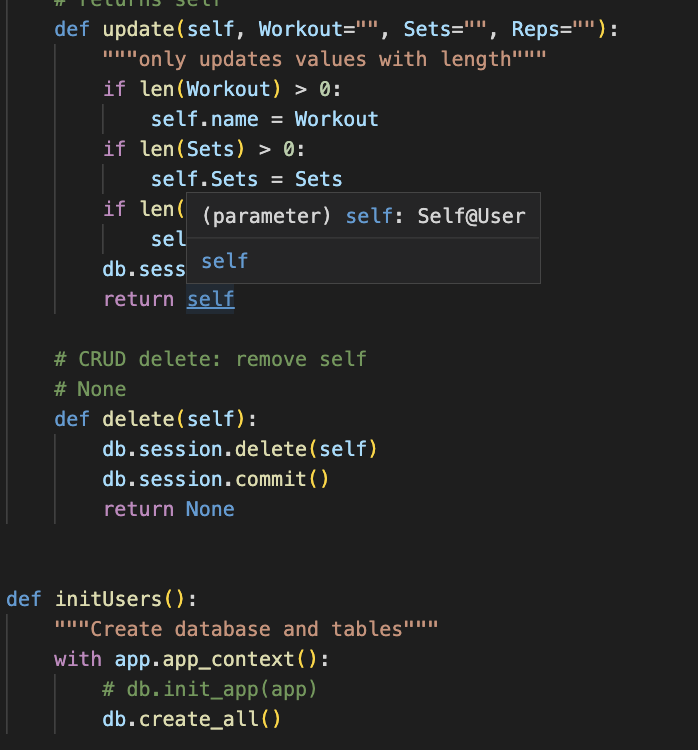 # returns self
def update(self, Workout="", Sets="", Reps=""):
"""only updates values with length"""
if len(Workout) > 0:
self.name = Workout
if len(Sets) > 0:
self.Sets = Sets
if len(
(parameter) self: Self@User
sel
self
db.sess
return self
# CRUD delete: remove self
# None
def delete(self):
db.session.delete(self)
db.session.commit()
return None
def initUsers():
"""Create database and tables"""
with app.app_context():
# db.init_app(app)
db.create_all()